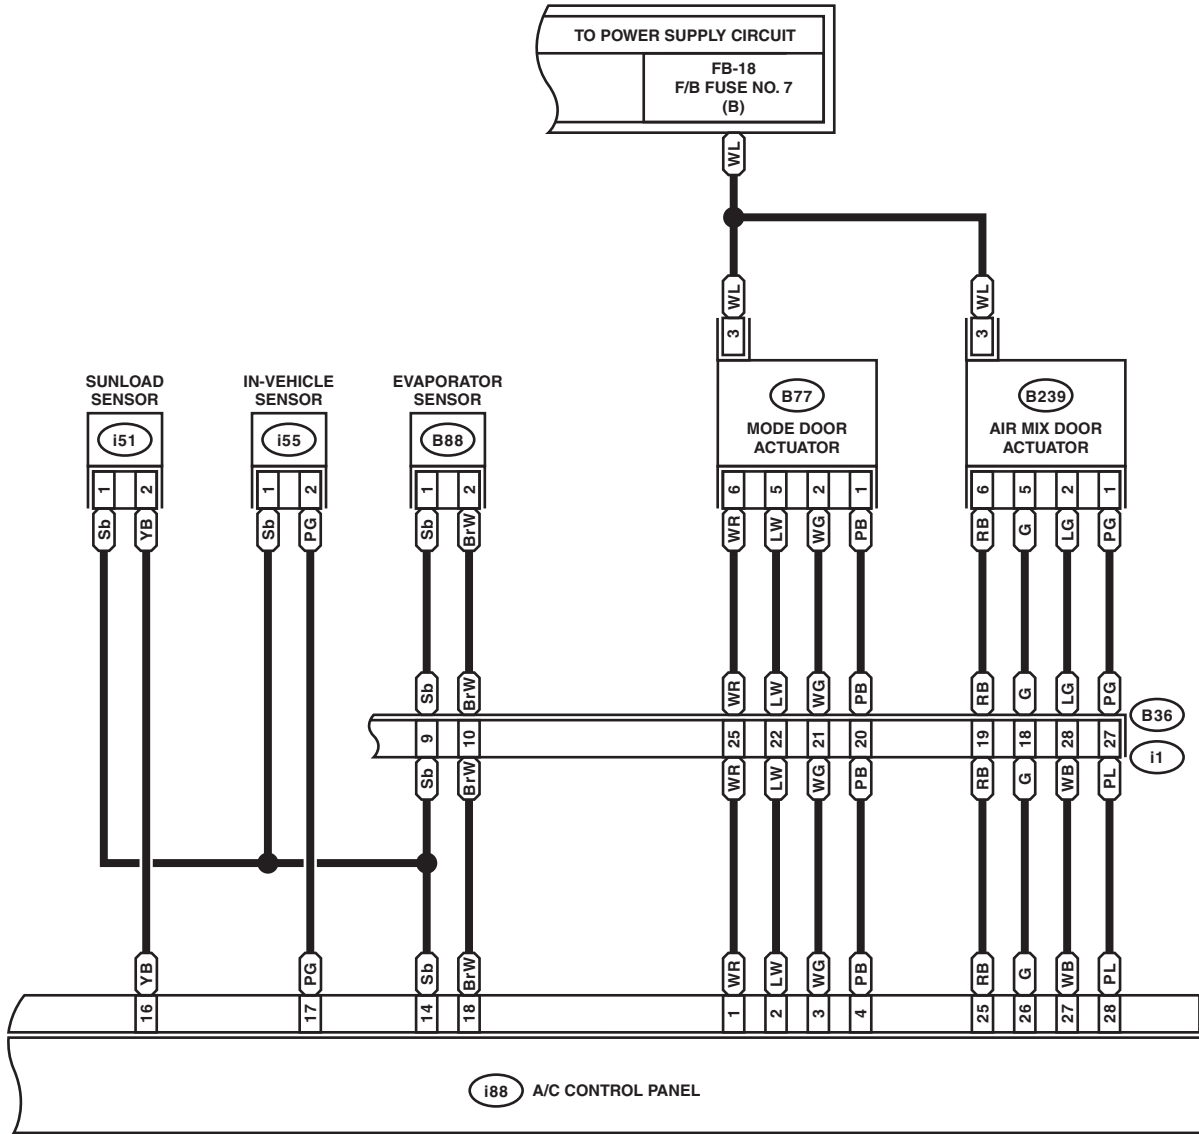 TO POWER SUPPLY CIRCUIT
FB-18
F/B FUSE NO. 7
(B)
WL
WL WL
3 3
SUNLOAD
SENSOR
IN-VEHICLE
SENSOR
EVAPORATOR
SENSOR
i51 i55 B88
B77
MODE DOOR
ACTUATOR
B239
AIR MIX DOOR
ACTUATOR
1 2 1 2 1 2 6 5 2 1 6 5 2 1
Sb YB Sb PG Sb BrW WR LW WG PB RB G LG PG
Sb BrW WR LW WG PB RB G LG PG
B36
9 10 25 22 21 20 19 18 28 27
i1
Sb BrW WR LW WG PB RB G WB PL
YB PG Sb BrW WR LW WG PB RB G WB PL
16 17 14 18 1 2 3 4 25 26 27 28
i88 A/C CONTROL PANEL